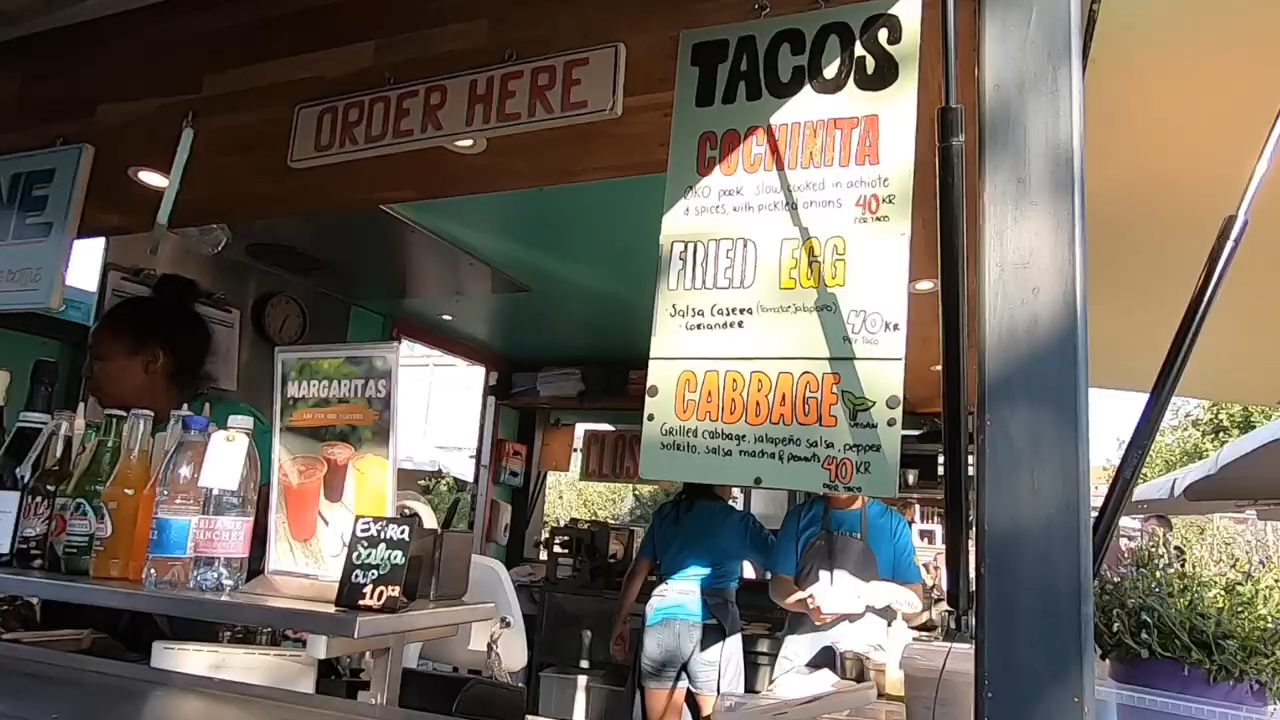 ORDER HERE
NE
BOTTLE
TACOS
COCHINITA
ØKO pork slow cooked in achiote
& spices, with pickled onions 40 KR
PER TACO
FRIED EGG
Salsa Casera (Tomato, Jalapeño)
Coriander
40 KR
Per Taco
CABBAGE
VEGAN
Grilled cabbage, jalapeño salsa, pepper
sofrito, salsa macha & peanuts 40 KR
PER TACO
MARGARITAS
CLOS
EXTRA
Salsa
CUP
10 KR